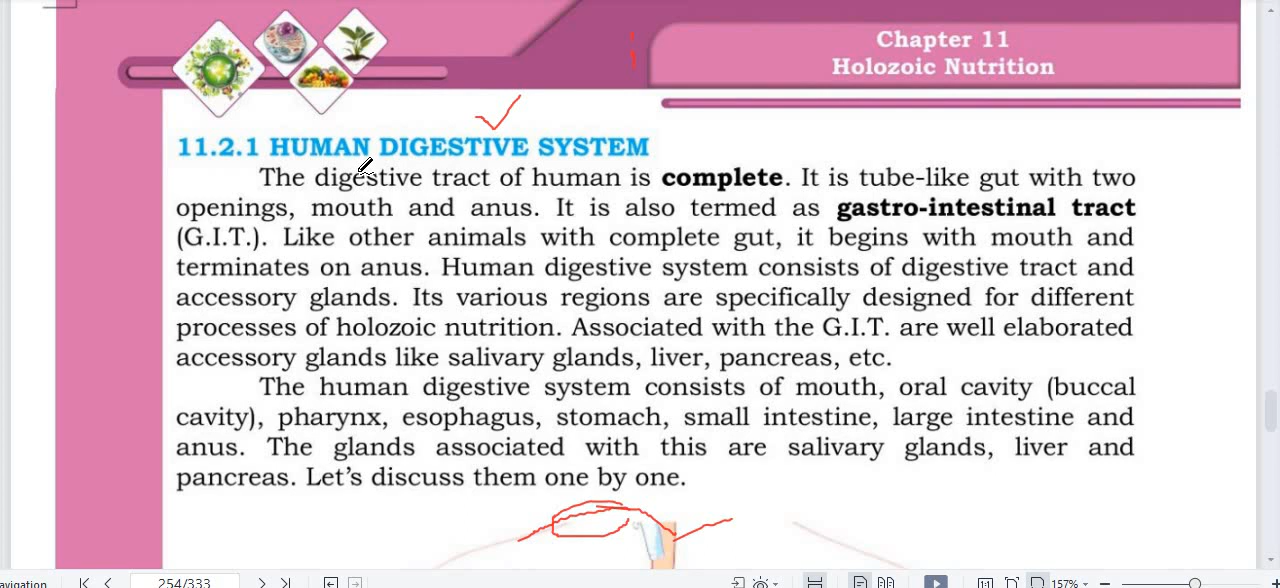 Chapter 11
Holozoic Nutrition
11.2.1 HUMAN DIGESTIVE SYSTEM
The digestive tract of human is complete. It is tube-like gut with two
openings, mouth and anus. It is also termed as gastro-intestinal tract
(G.I.T.). Like other animals with complete gut, it begins with mouth and
terminates on anus. Human digestive system consists of digestive tract and
accessory glands. Its various regions are specifically designed for different
processes of holozoic nutrition. Associated with the G.I.T. are well elaborated
accessory glands like salivary glands, liver, pancreas, etc.
The human digestive system consists of mouth, oral cavity (buccal
cavity), pharynx, esophagus, stomach, small intestine, large intestine and
anus. The glands associated with this are salivary glands, liver and
pancreas. Let's discuss them one by one.
avigation 254/333 1:1 157%